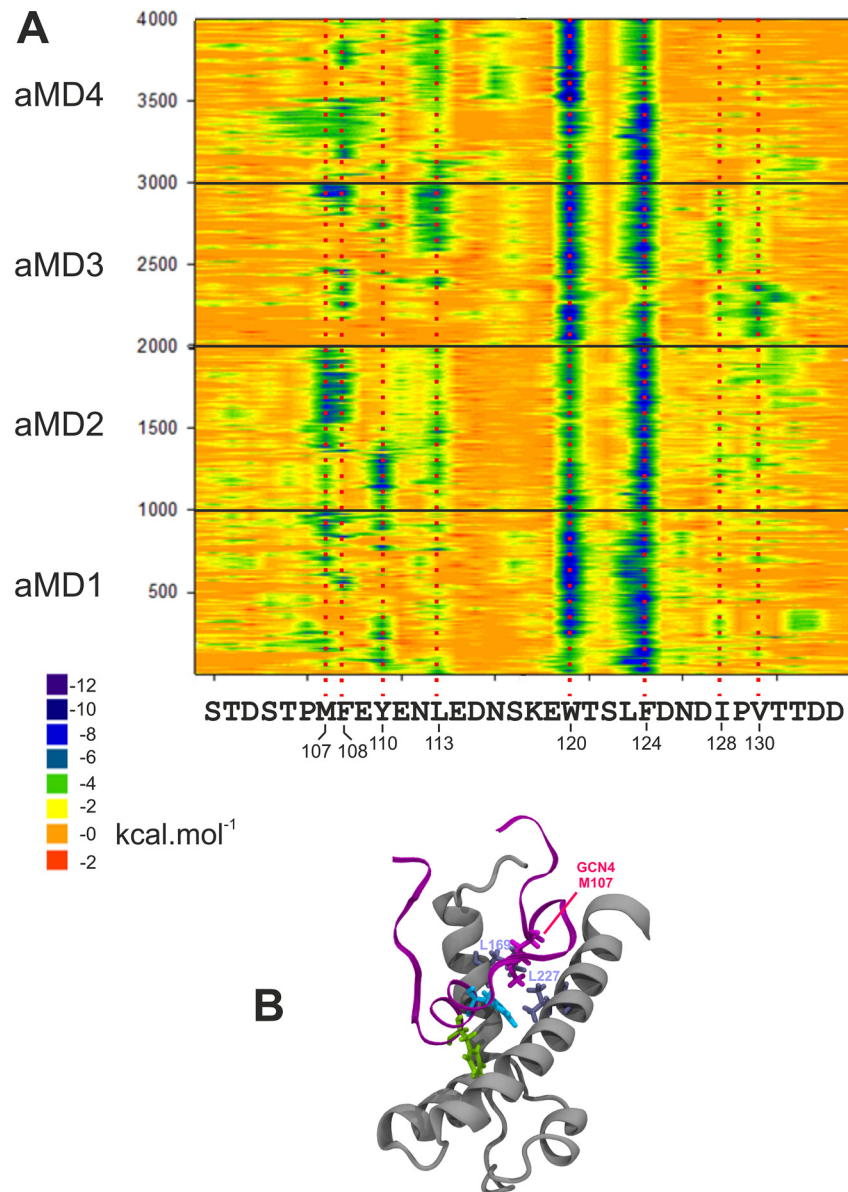 A
4000
aMD4
3500
3000
aMD3
2500
2000
aMD2
1500
1000
aMD1
500
STDSTPMFEYENLEDNSKEWTSLFDNDIPVTTDD
107 108 110 113 120 124 128 130
-12
-10
-8
-6
-4
-2
-0 kcal.mol⁻¹
-2
GCN4
M107
L169
L227
B